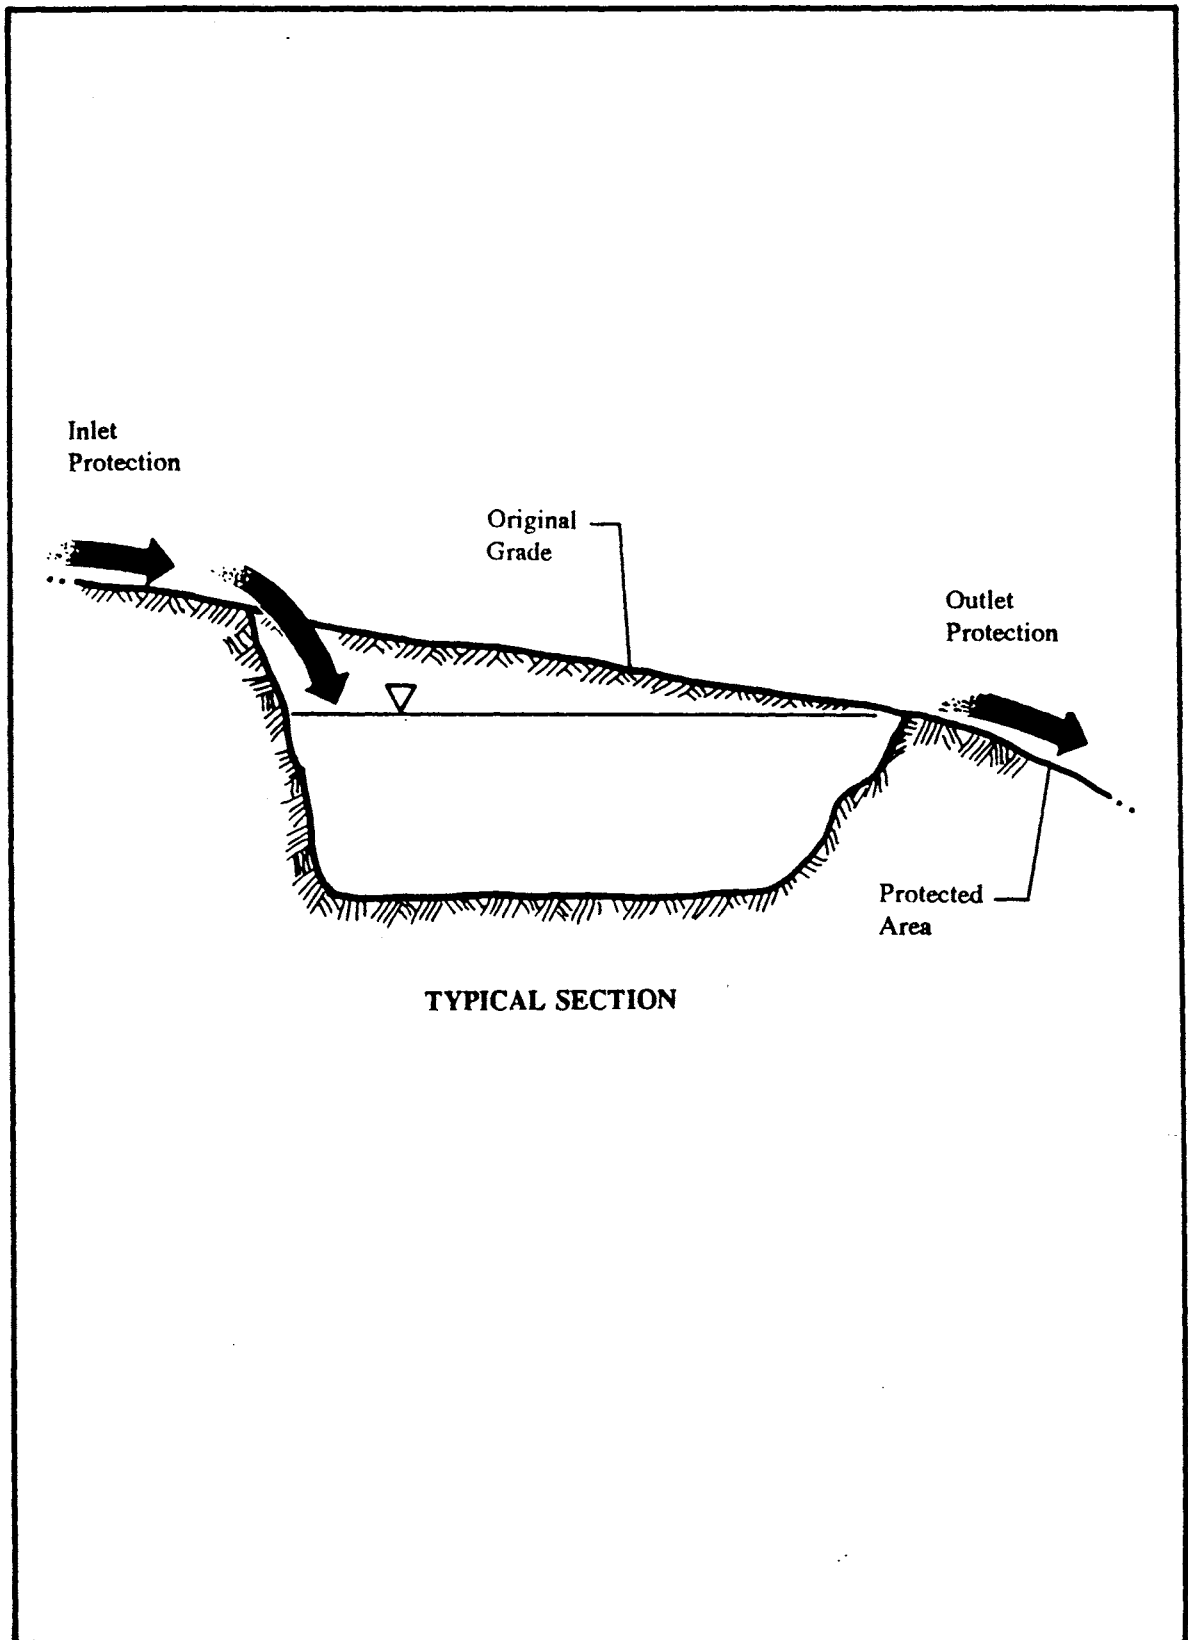 Inlet
Protection
Original
Grade
Outlet
Protection
Protected
Area
TYPICAL SECTION